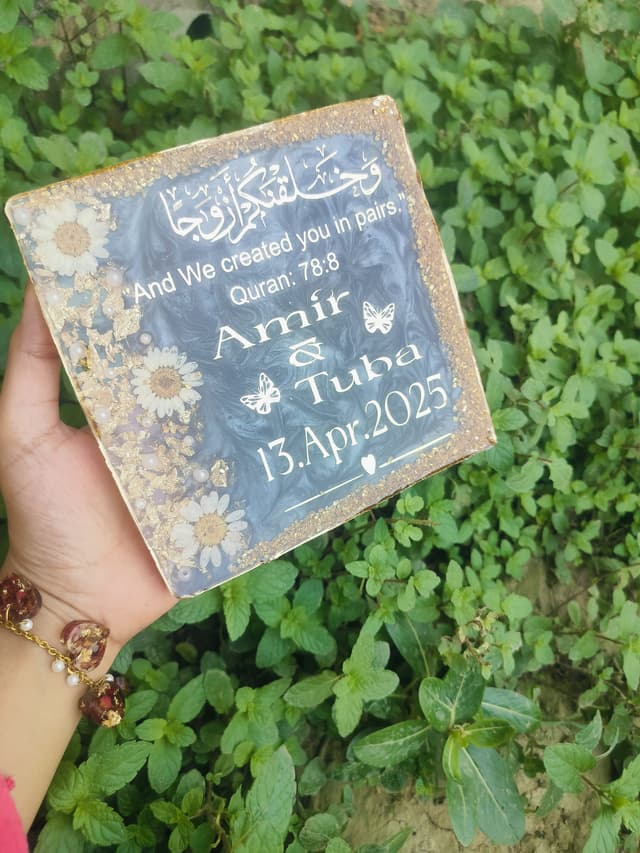 وَخَلَقْنَٰكُمْ أَزْوَٰجًا
"And We created you in pairs."
Quran: 78:8
Amir
&
Tuba
13.Apr.2025